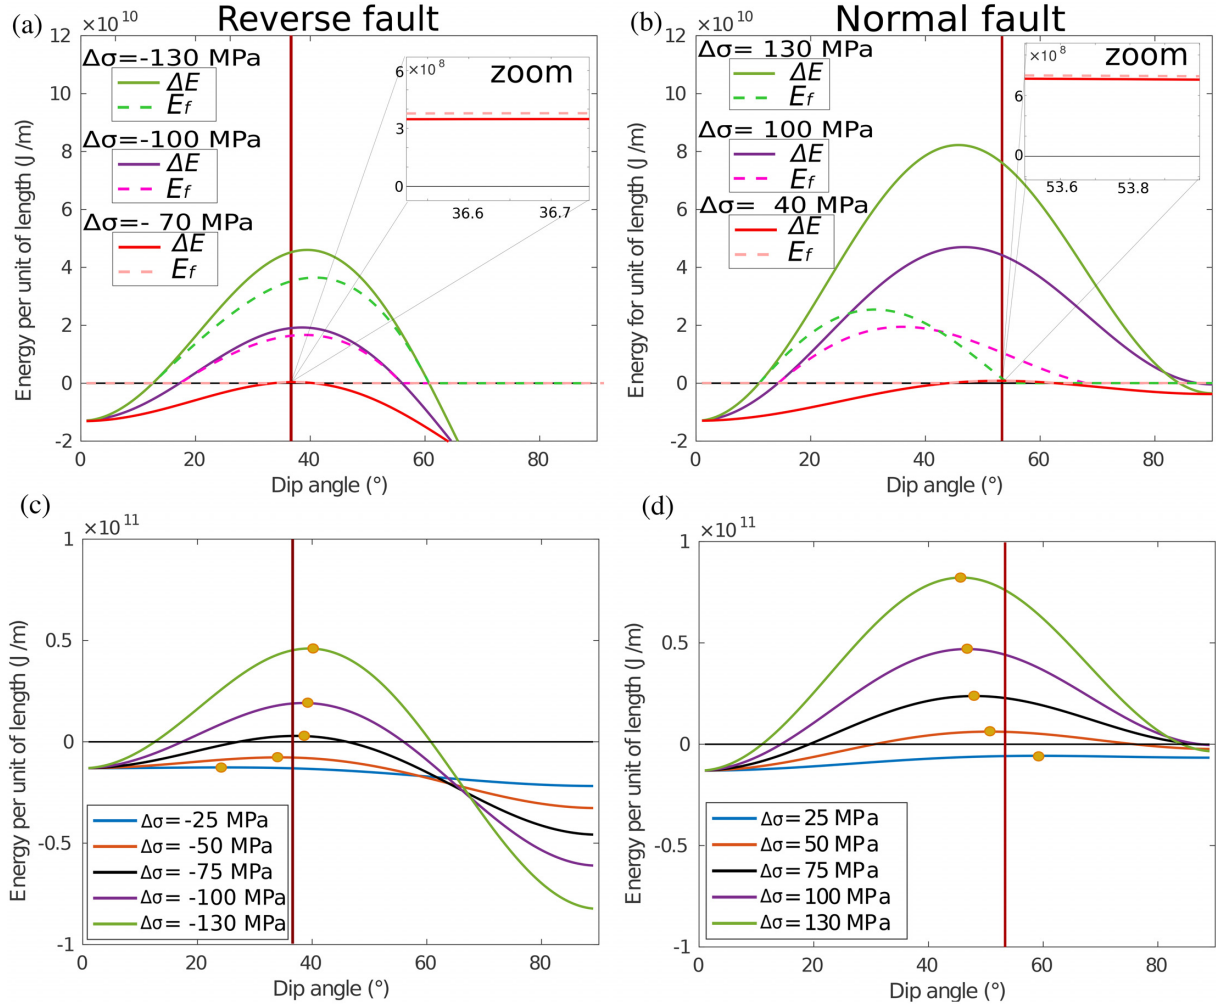 (a)
Reverse fault
×10 10
12
10
8
6
4
2
0
-2
Energy per unit of length (J/m)
Δσ=-130 MPa
ΔE
Ef
Δσ=-100 MPa
ΔE
Ef
Δσ=- 70 MPa
ΔE
Ef
zoom
×10 8
6
3
0
36.6
36.7
0
20
40
60
80
Dip angle (°)
(b)
Normal fault
×10 10
12
10
8
6
4
2
0
-2
Energy for unit of length (J/m)
Δσ= 130 MPa
ΔE
Ef
Δσ= 100 MPa
ΔE
Ef
Δσ= 40 MPa
ΔE
Ef
zoom
×10 8
6
0
53.6
53.8
0
20
40
60
80
Dip angle (°)
(c)
×10 11
1
0.5
0
-0.5
-1
Energy per unit of length (J/m)
Δσ= -25 MPa
Δσ= -50 MPa
Δσ= -75 MPa
Δσ= -100 MPa
Δσ= -130 MPa
0
20
40
60
80
Dip angle (°)
(d)
×10 11
1
0.5
0
-0.5
-1
Energy per unit of length (J/m)
Δσ= 25 MPa
Δσ= 50 MPa
Δσ= 75 MPa
Δσ= 100 MPa
Δσ= 130 MPa
0
20
40
60
80
Dip angle (°)